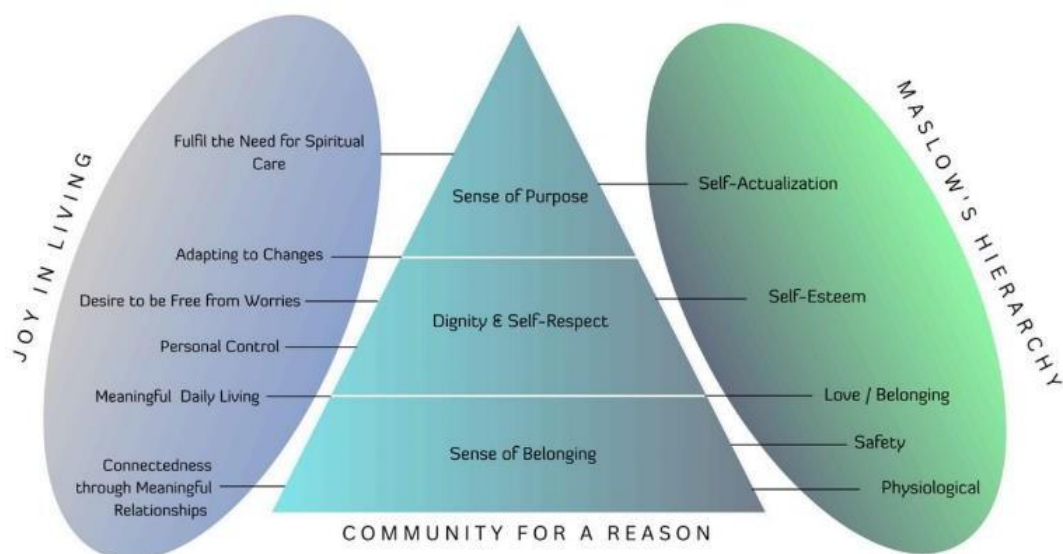 JOY IN LIVING
Fulfil the Need for Spiritual
Care
Adapting to Changes
Desire to be Free from Worries
Personal Control
Meaningful Daily Living
Connectedness
through Meaningful
Relationships
Sense of Purpose
Dignity & Self-Respect
Sense of Belonging
COMMUNITY FOR A REASON
Self-Actualization
Self-Esteem
Love / Belonging
Safety
Physiological
MASLOW'S HIERARCHY